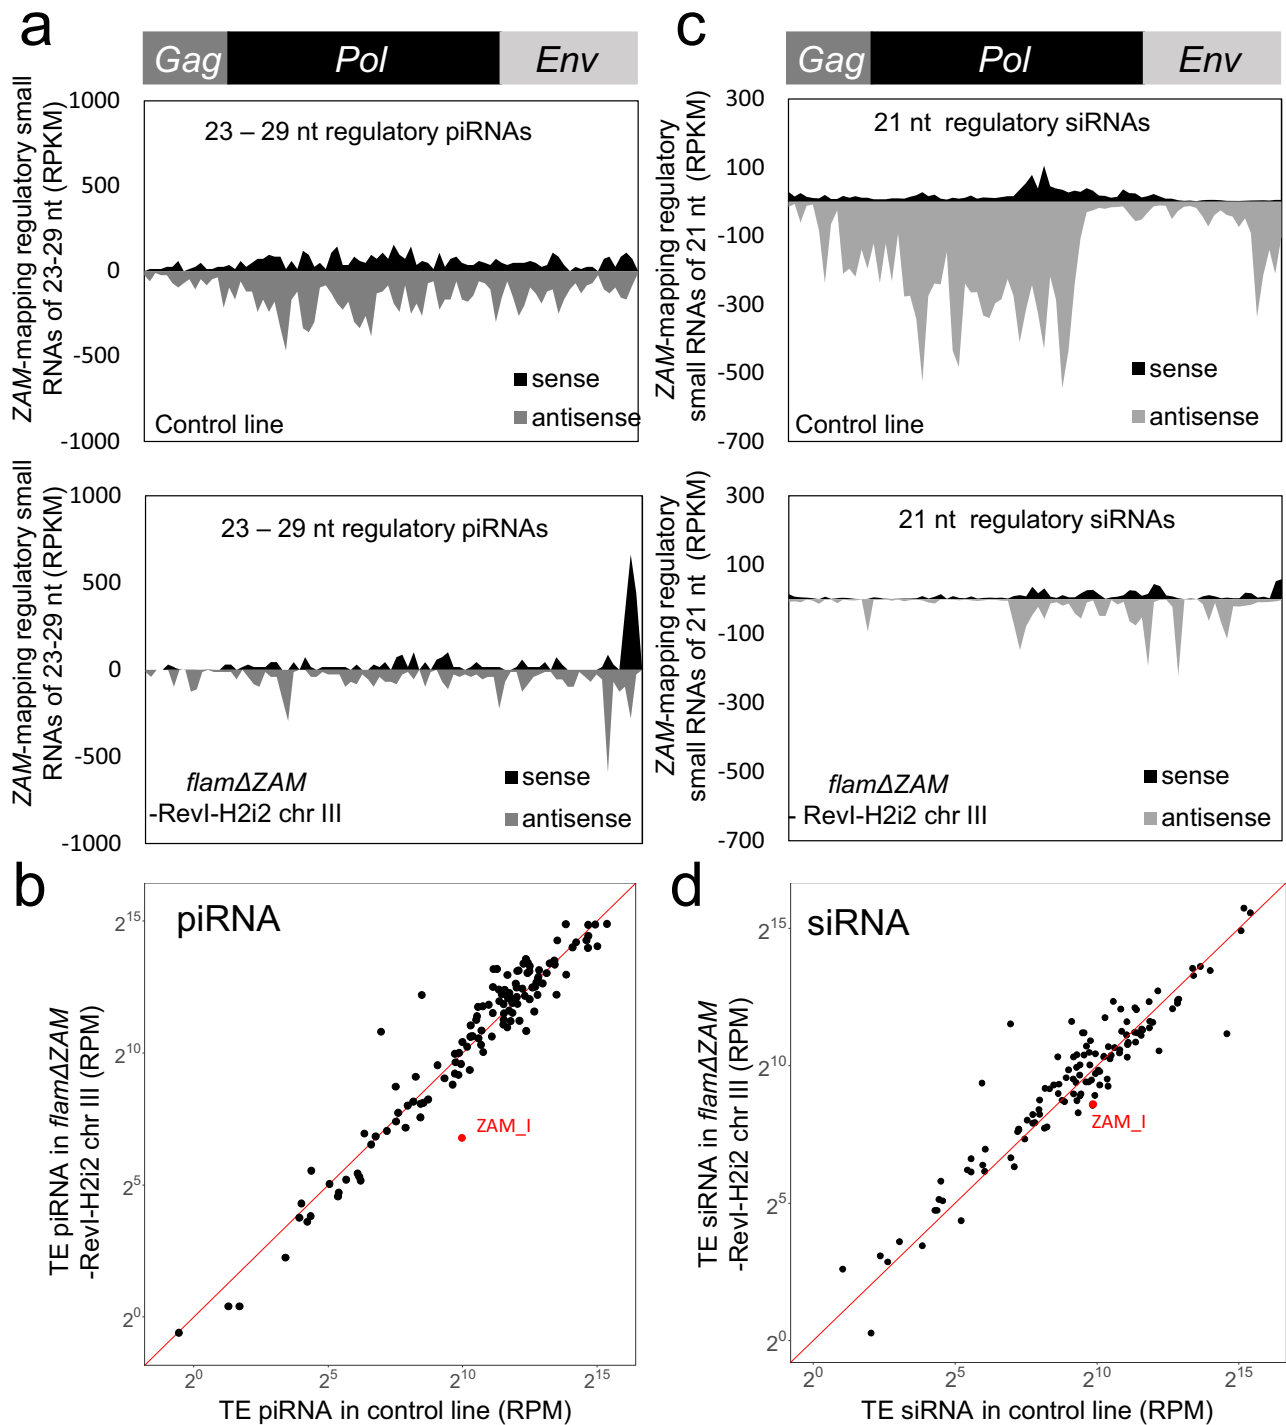 a
Gag Pol Env
ZAM-mapping regulatory small
RNAs of 23-29 nt (RPKM)
1000
500
0
-500
-1000
23 – 29 nt regulatory piRNAs
sense
antisense
Control line
ZAM-mapping regulatory small
RNAs of 23-29 nt (RPKM)
1000
500
0
-500
-1000
23 – 29 nt regulatory piRNAs
flamΔZAM
-RevI-H2i2 chr III
sense
antisense
c
Gag Pol Env
ZAM-mapping regulatory
small RNAs of 21 nt (RPKM)
300
100
-100
-300
-500
-700
21 nt regulatory siRNAs
sense
antisense
Control line
ZAM-mapping regulatory
small RNAs of 21 nt (RPKM)
300
100
-100
-300
-500
-700
21 nt regulatory siRNAs
flamΔZAM
- RevI-H2i2 chr III
sense
antisense
b
piRNA
TE piRNA in flamΔZAM
-RevI-H2i2 chr III (RPM)
2^15
2^10
2^5
2^0
ZAM_I
2^0 2^5 2^10 2^15
TE piRNA in control line (RPM)
d
siRNA
TE siRNA in flamΔZAM
-RevI-H2i2 chr III (RPM)
2^15
2^10
2^5
2^0
ZAM_I
2^0 2^5 2^10 2^15
TE siRNA in control line (RPM)